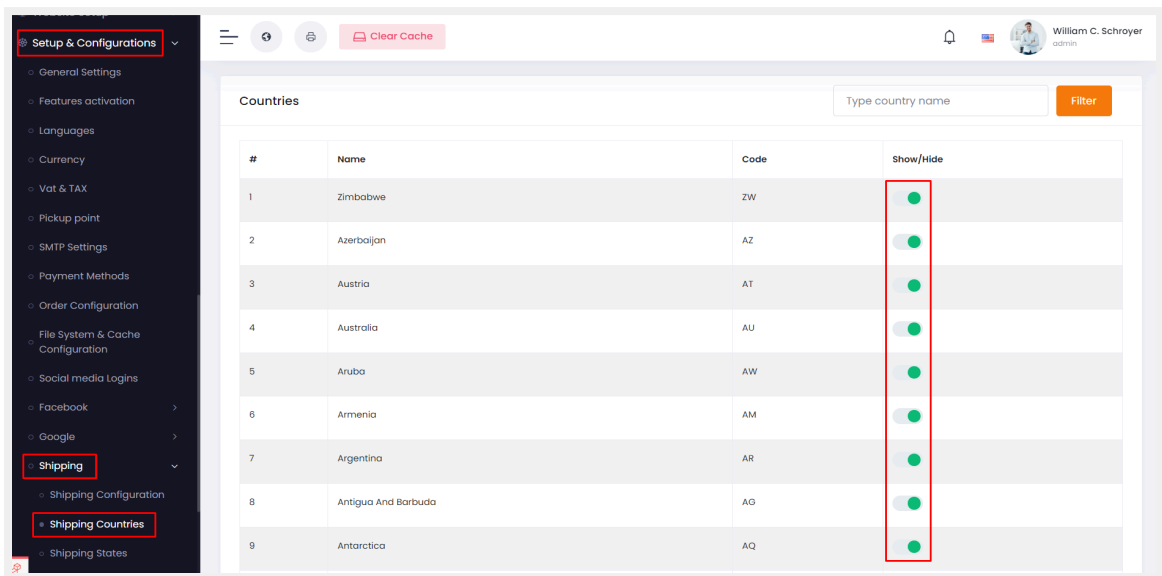 Website Setup
Setup & Configurations
General Settings
Features activation
Languages
Currency
Vat & TAX
Pickup point
SMTP Settings
Payment Methods
Order Configuration
File System & Cache
Configuration
Social media Logins
Facebook
Google
Shipping
Shipping Configuration
Shipping Countries
Shipping States
Clear Cache
William C. Schroyer
admin
Countries
Type country name
Filter
# Name Code Show/Hide
1 Zimbabwe ZW
2 Azerbaijan AZ
3 Austria AT
4 Australia AU
5 Aruba AW
6 Armenia AM
7 Argentina AR
8 Antigua And Barbuda AG
9 Antarctica AQ